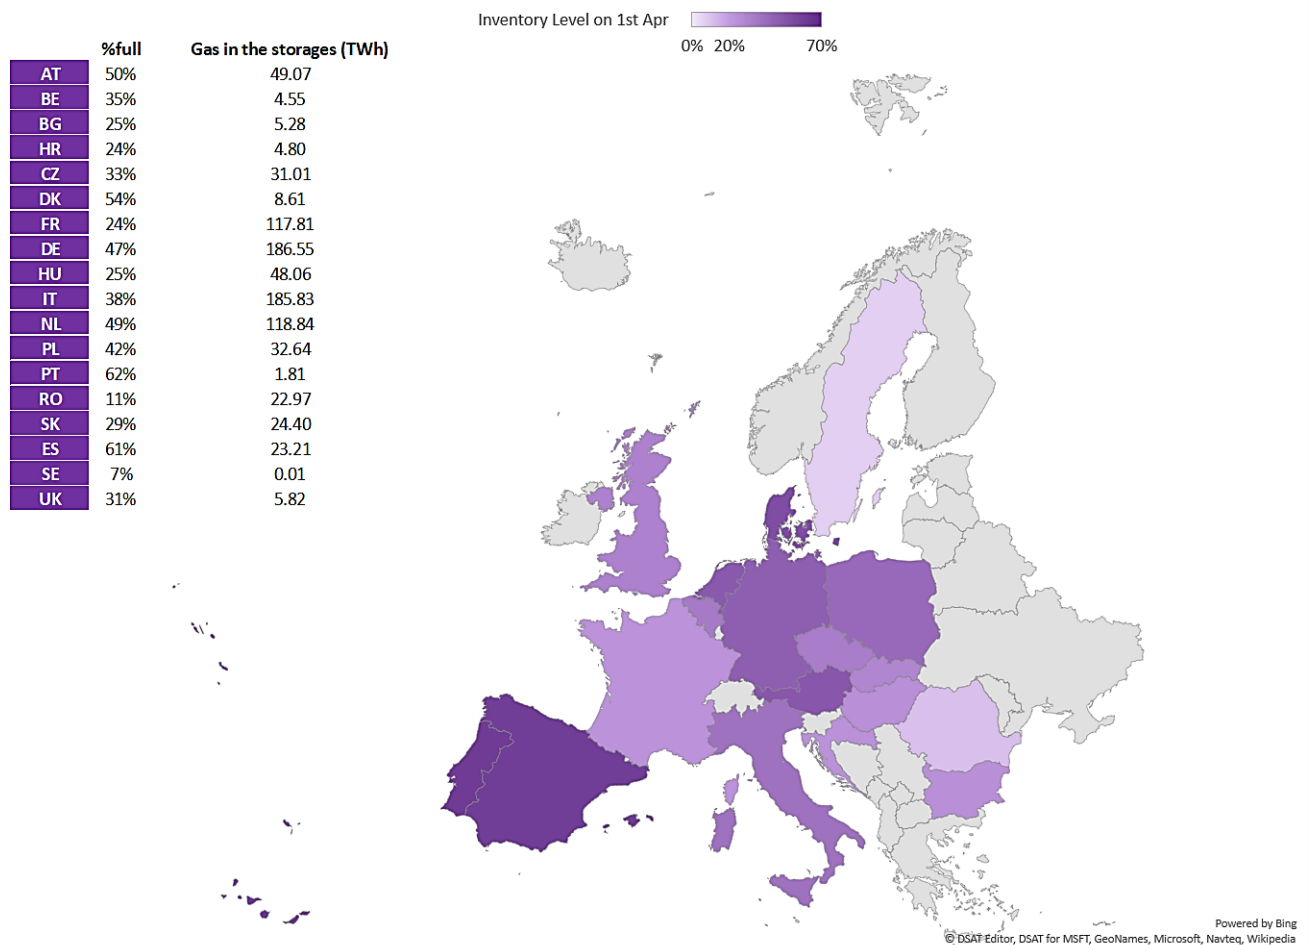 Inventory Level on 1st Apr
0% 20% 70%
%full Gas in the storages (TWh)
AT 50% 49.07
BE 35% 4.55
BG 25% 5.28
HR 24% 4.80
CZ 33% 31.01
DK 54% 8.61
FR 24% 117.81
DE 47% 186.55
HU 25% 48.06
IT 38% 185.83
NL 49% 118.84
PL 42% 32.64
PT 62% 1.81
RO 11% 22.97
SK 29% 24.40
ES 61% 23.21
SE 7% 0.01
UK 31% 5.82
Powered by Bing
© DSAT Editor, DSAT for MSFT, GeoNames, Microsoft, Navteq, Wikipedia